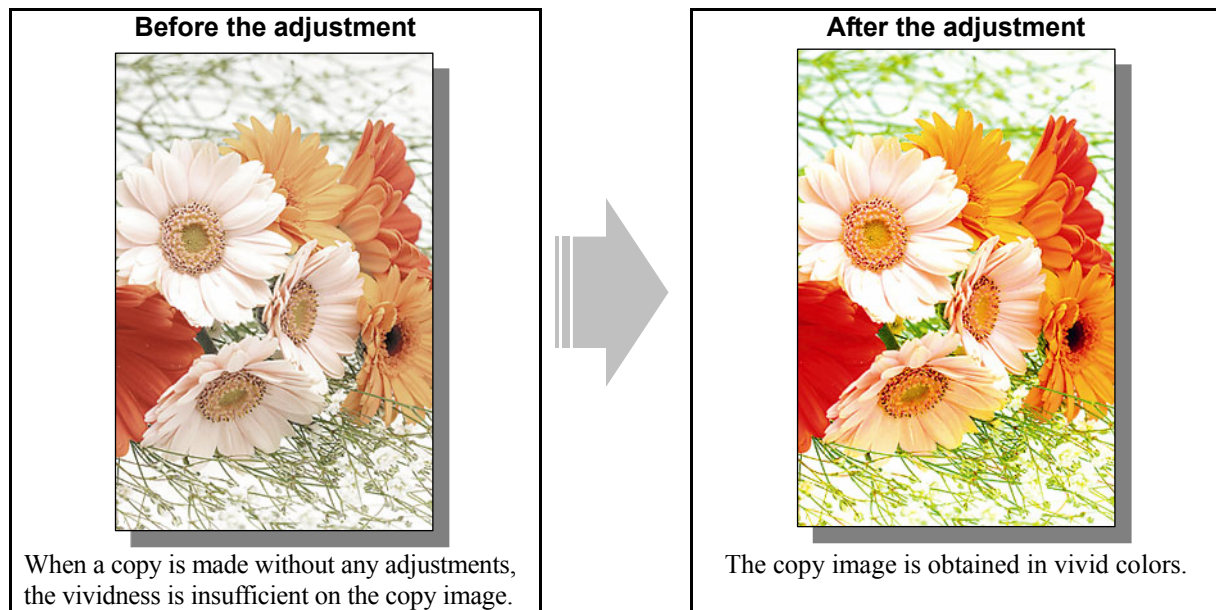 Before the adjustment
When a copy is made without any adjustments,
the vividness is insufficient on the copy image.
After the adjustment
The copy image is obtained in vivid colors.